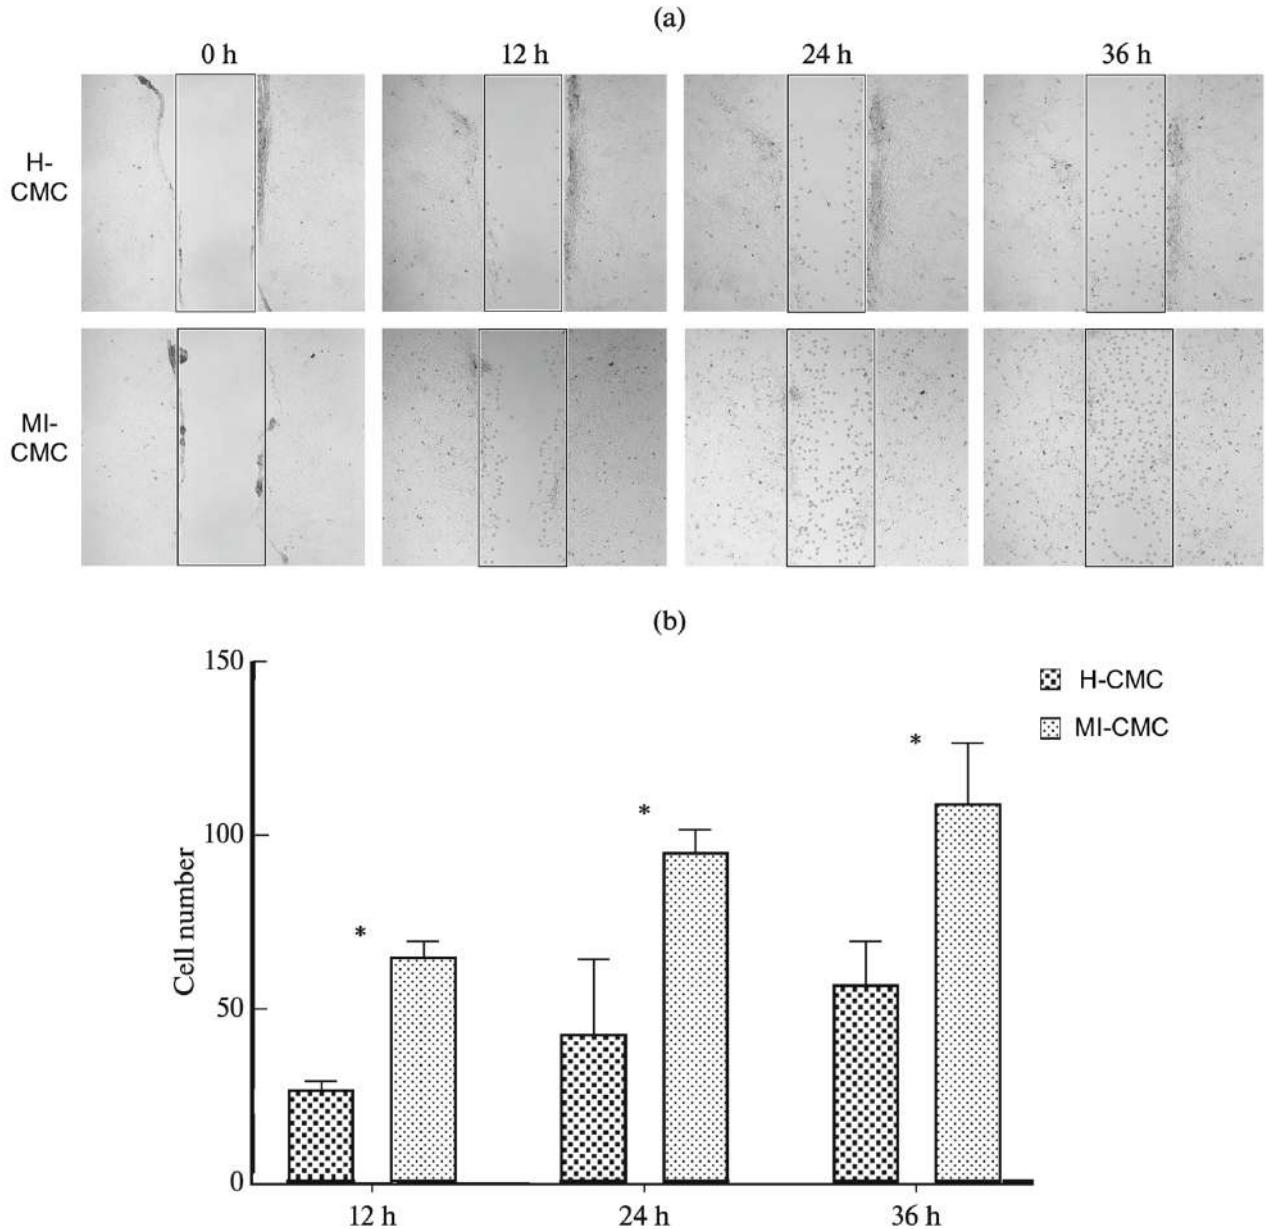 (a)
0 h
12 h
24 h
36 h
H-
CMC
MI-
CMC
(b)
150
100
50
0
Cell number
*
*
*
H-CMC
MI-CMC
12 h
24 h
36 h